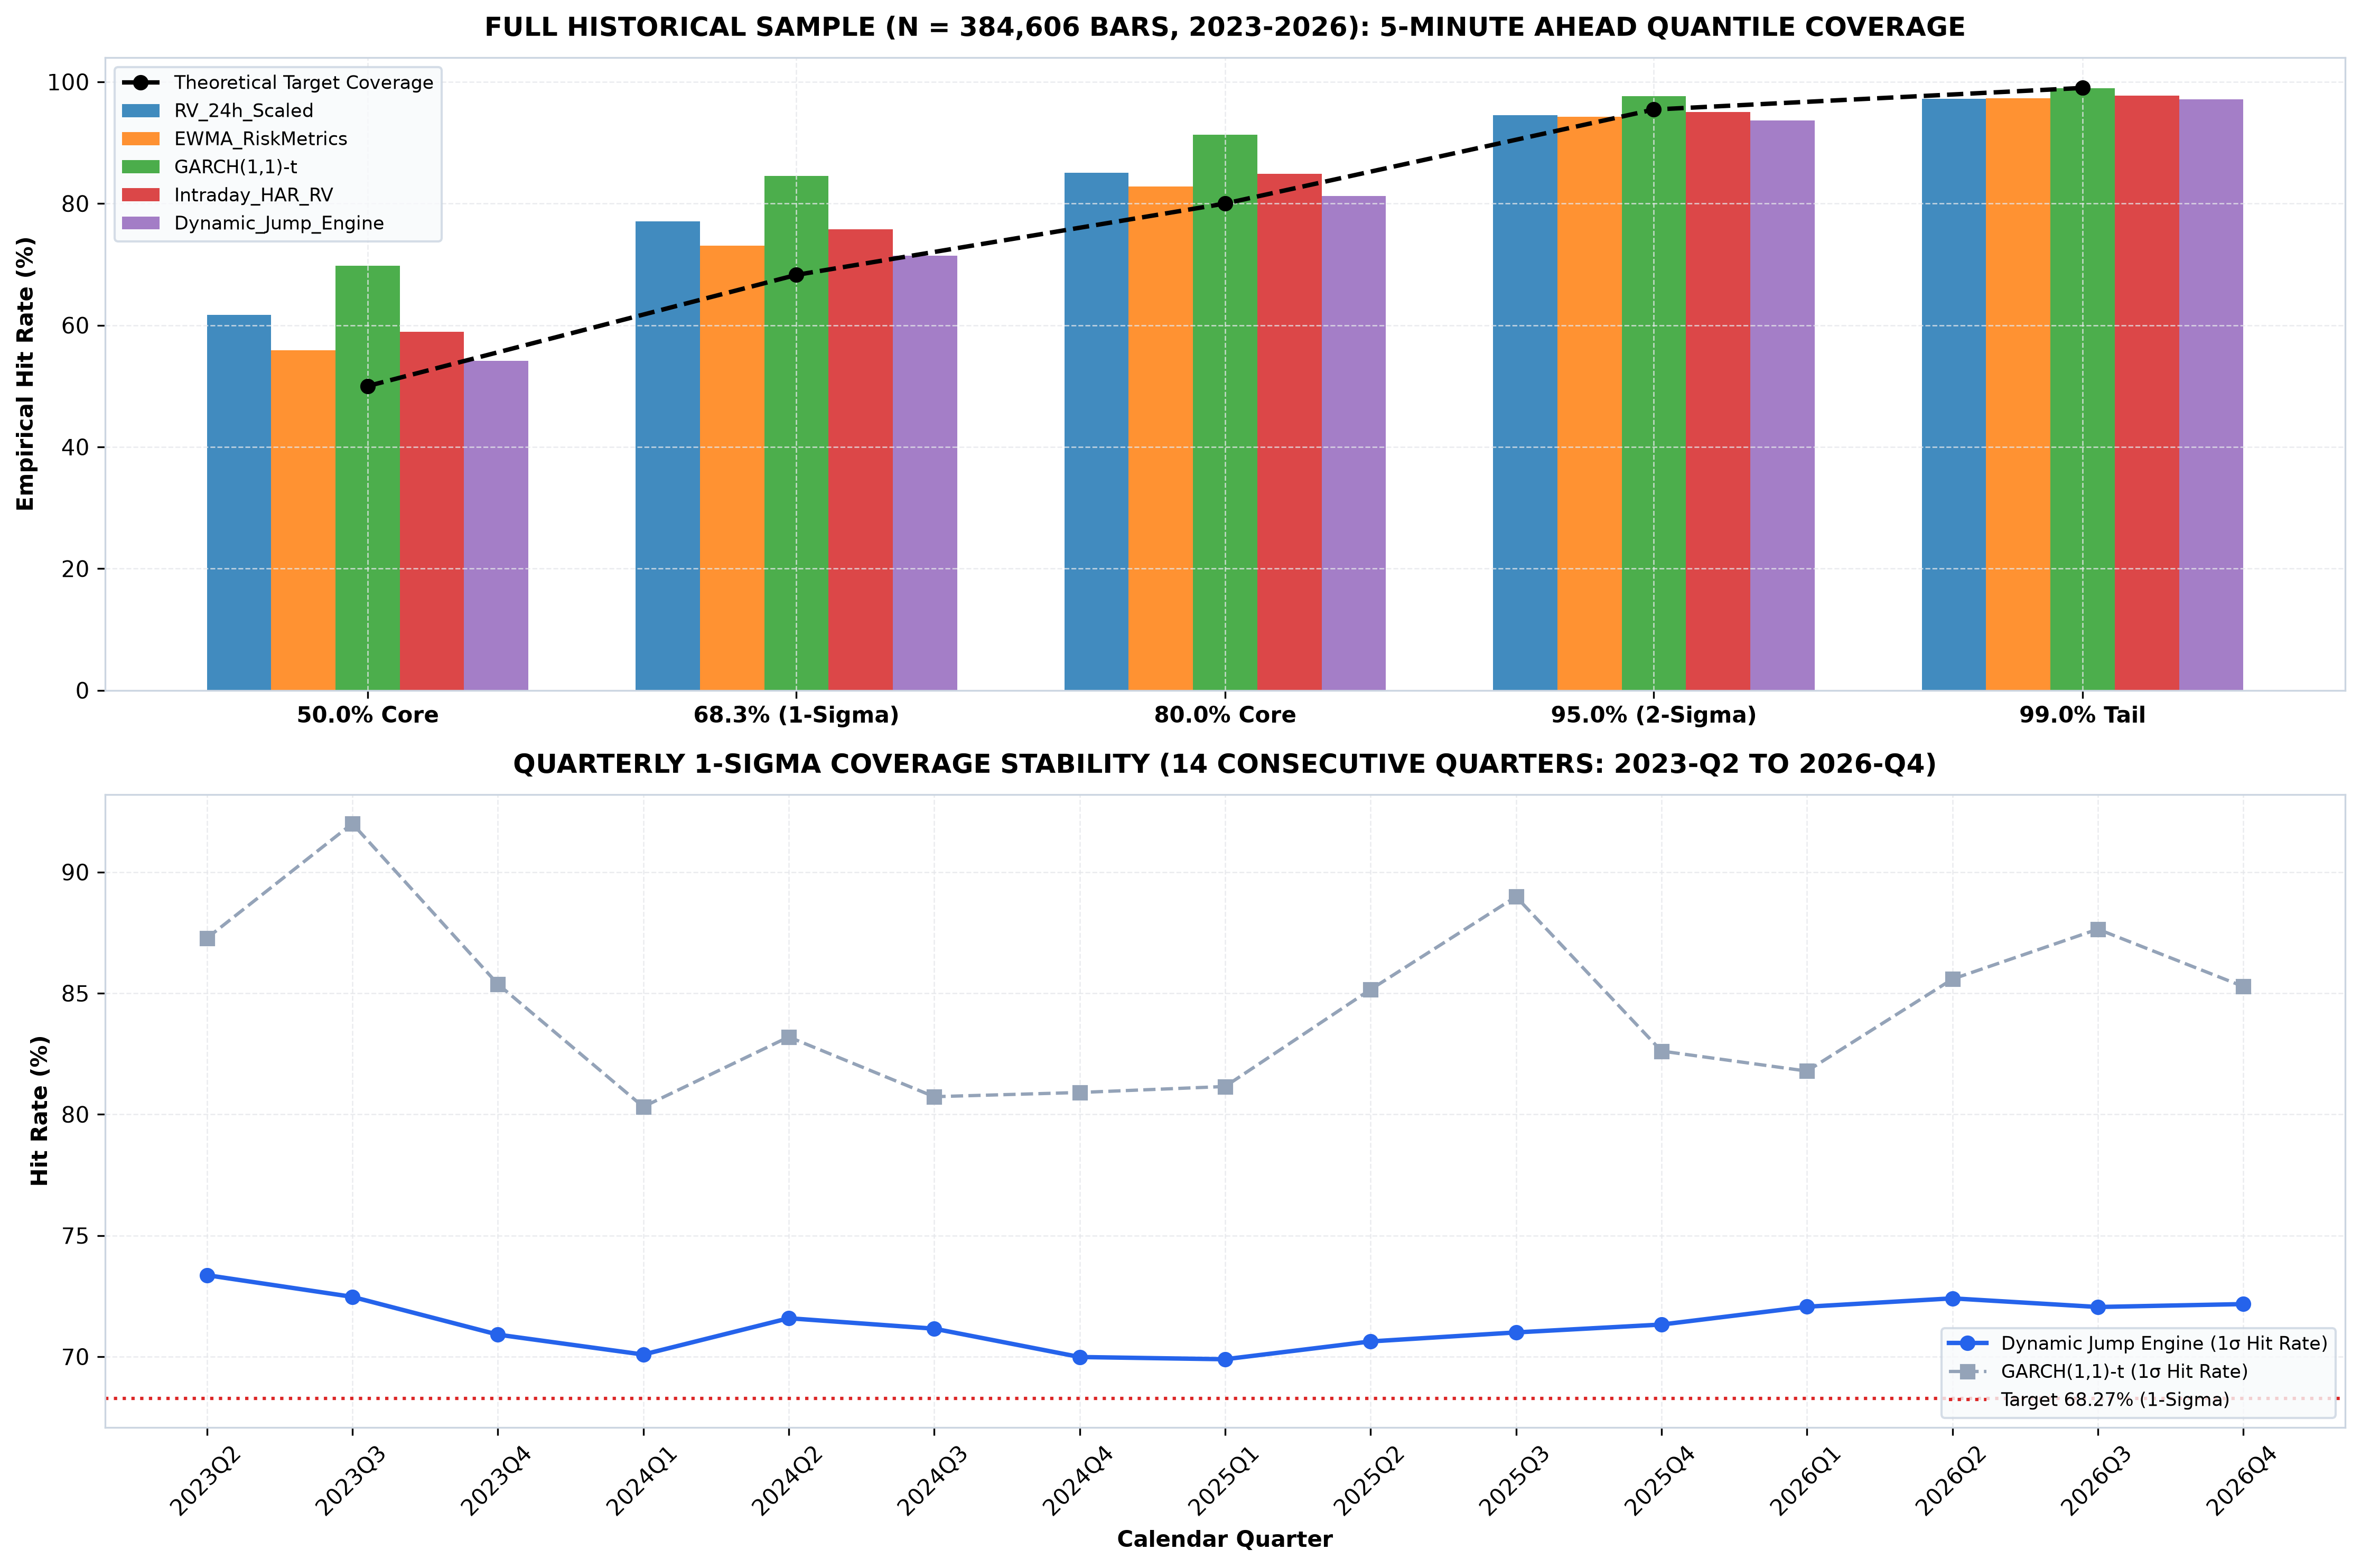 FULL HISTORICAL SAMPLE (N = 384,606 BARS, 2023-2026): 5-MINUTE AHEAD QUANTILE COVERAGE
Empirical Hit Rate (%)
100
80
60
40
20
0
Theoretical Target Coverage
RV_24h_Scaled
EWMA_RiskMetrics
GARCH(1,1)-t
Intraday_HAR_RV
Dynamic_Jump_Engine
50.0% Core
68.3% (1-Sigma)
80.0% Core
95.0% (2-Sigma)
99.0% Tail
QUARTERLY 1-SIGMA COVERAGE STABILITY (14 CONSECUTIVE QUARTERS: 2023-Q2 TO 2026-Q4)
Hit Rate (%)
90
85
80
75
70
Dynamic Jump Engine (1σ Hit Rate)
GARCH(1,1)-t (1σ Hit Rate)
Target 68.27% (1-Sigma)
2023Q2
2023Q3
2023Q4
2024Q1
2024Q2
2024Q3
2024Q4
2025Q1
2025Q2
2025Q3
2025Q4
2026Q1
2026Q2
2026Q3
2026Q4
Calendar Quarter